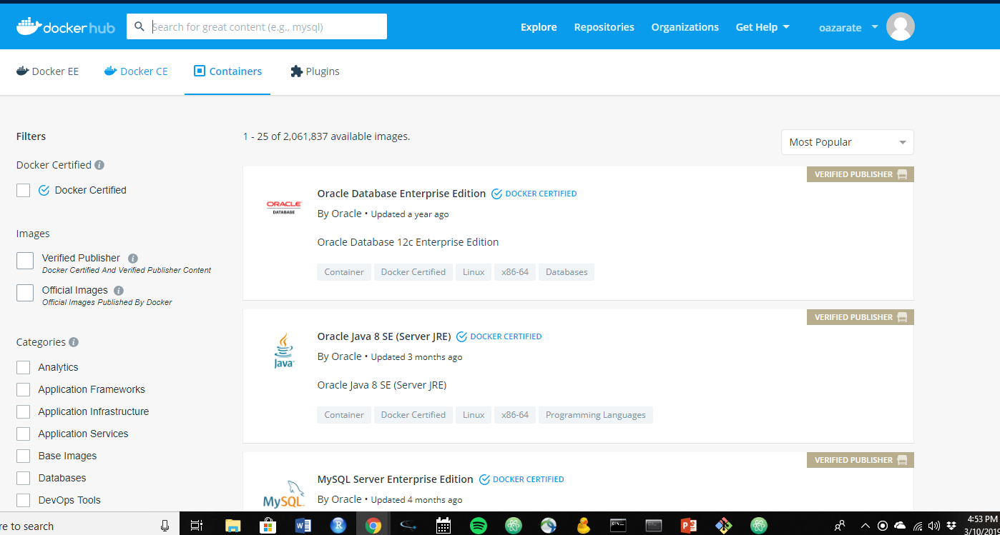 docker hub
Search for great content (e.g., mysql)
Explore
Repositories
Organizations
Get Help
oazarate
Docker EE
Docker CE
Containers
Plugins
Filters
Docker Certified
Docker Certified
Images
Verified Publisher
Docker Certified And Verified Publisher Content
Official Images
Official Images Published By Docker
Categories
Analytics
Application Frameworks
Application Infrastructure
Application Services
Base Images
Databases
DevOps Tools
1 - 25 of 2,061,837 available images.
Most Popular
VERIFIED PUBLISHER
ORACLE
DATABASE
Oracle Database Enterprise Edition DOCKER CERTIFIED
By Oracle • Updated a year ago
Oracle Database 12c Enterprise Edition
Container Docker Certified Linux x86-64 Databases
VERIFIED PUBLISHER
Java
Oracle Java 8 SE (Server JRE) DOCKER CERTIFIED
By Oracle • Updated 3 months ago
Oracle Java 8 SE (Server JRE)
Container Docker Certified Linux x86-64 Programming Languages
VERIFIED PUBLISHER
MySQL
MySQL Server Enterprise Edition DOCKER CERTIFIED
By Oracle • Updated 4 months ago
re to search
4:53 PM